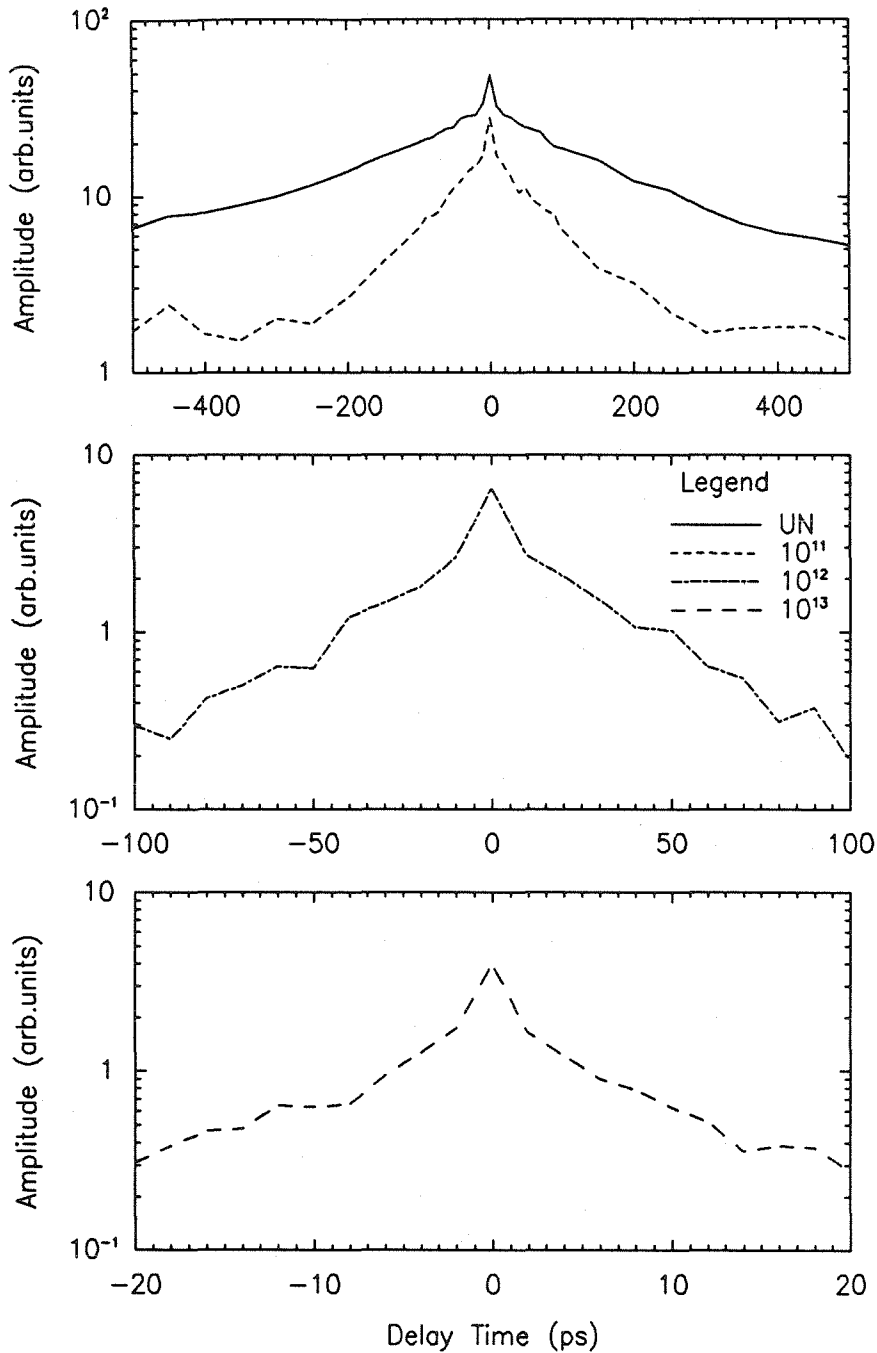 10²
10
1
Amplitude (arb.units)
−400 −200 0 200 400
10
1
10⁻¹
Amplitude (arb.units)
Legend
UN
10¹¹
10¹²
10¹³
−100 −50 0 50 100
10
1
10⁻¹
Amplitude (arb.units)
−20 −10 0 10 20
Delay Time (ps)